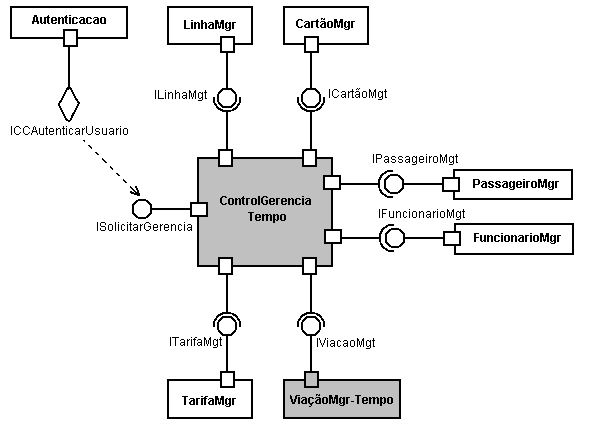 Autenticacao
LinhaMgr
CartãoMgr
ILinhaMgt
ICartãoMgt
ICCAutenticarUsuario
IPassageiroMgt
PassageiroMgr
ControlGerencia
Tempo
IFuncionarioMgt
ISolicitarGerencia
FuncionarioMgr
ITarifaMgt
IViacaoMgt
TarifaMgr
ViaçãoMgr-Tempo